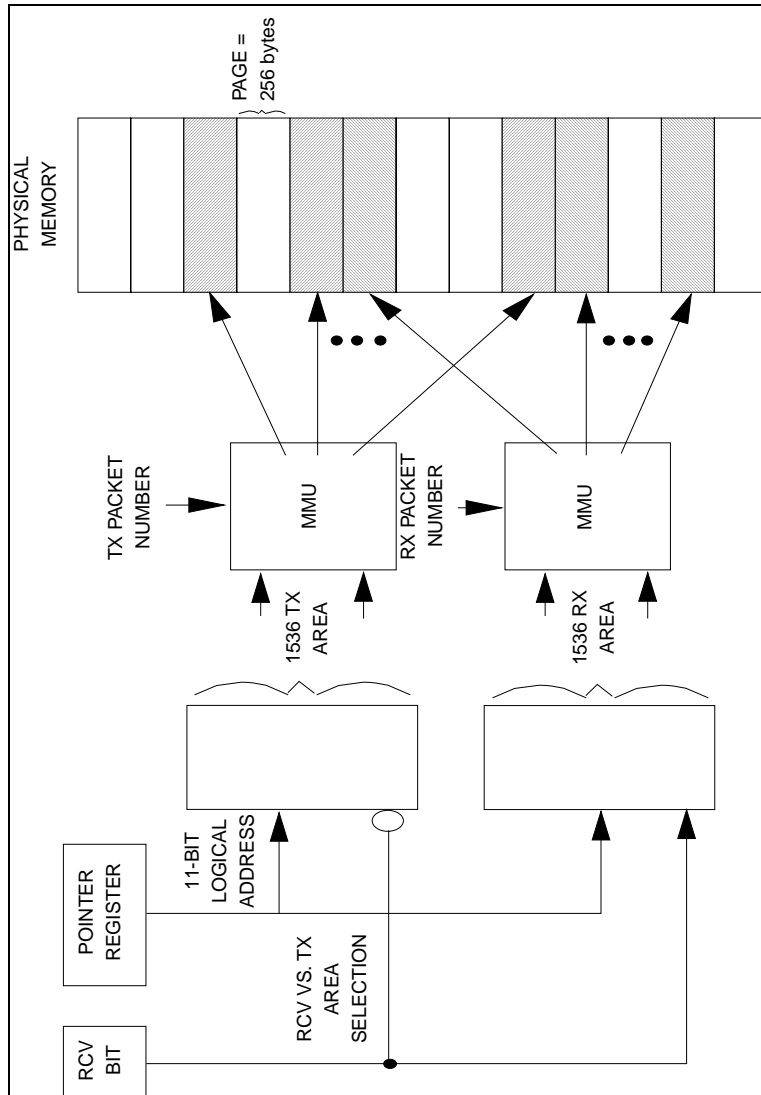 PHYSICAL
MEMORY
PAGE =
256 bytes
TX PACKET
NUMBER
MMU
RX PACKET
NUMBER
MMU
1536 TX
AREA
1536 RX
AREA
11-BIT
LOGICAL
ADDRESS
POINTER
REGISTER
RCV VS. TX
AREA
SELECTION
RCV
BIT